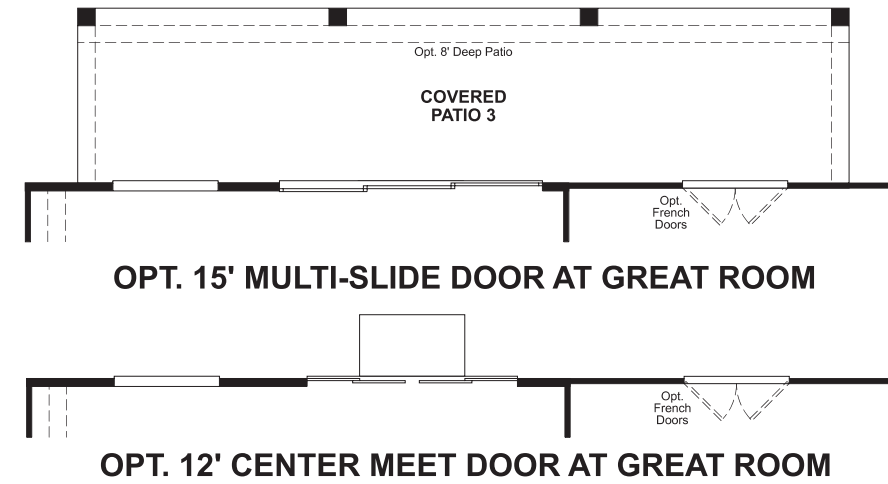 Opt. 8' Deep Patio
COVERED
PATIO 3
Opt.
French
Doors
OPT. 15' MULTI-SLIDE DOOR AT GREAT ROOM
Opt.
French
Doors
OPT. 12' CENTER MEET DOOR AT GREAT ROOM